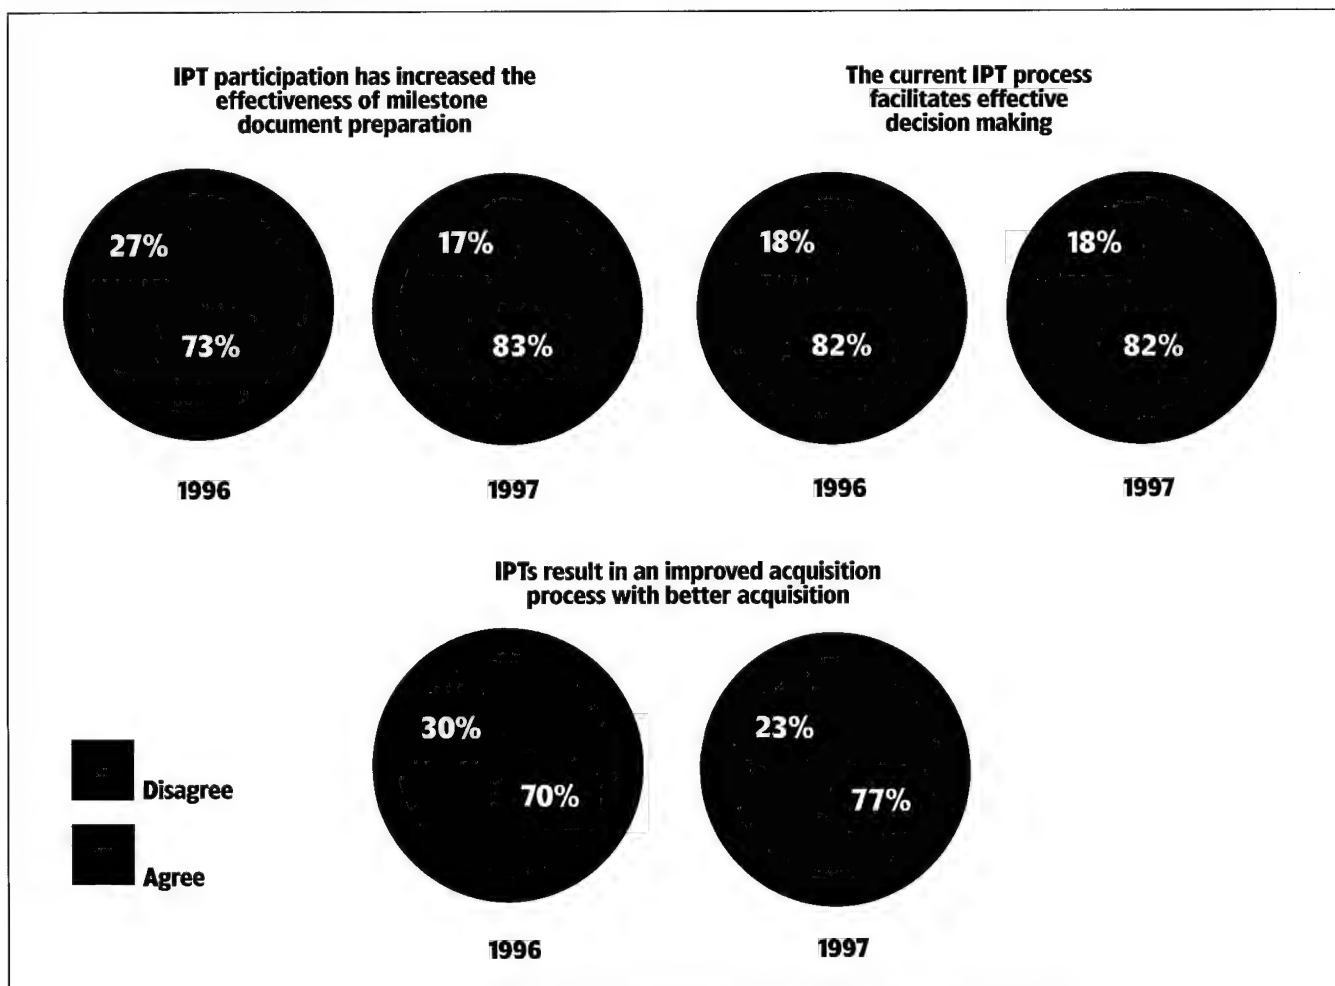 IPT participation has increased the
effectiveness of milestone
document preparation
27%
73%
1996
17%
83%
1997
The current IPT process
facilitates effective
decision making
18%
82%
1996
18%
82%
1997
IPTs result in an improved acquisition
process with better acquisition
30%
70%
1996
23%
77%
1997
Disagree
Agree